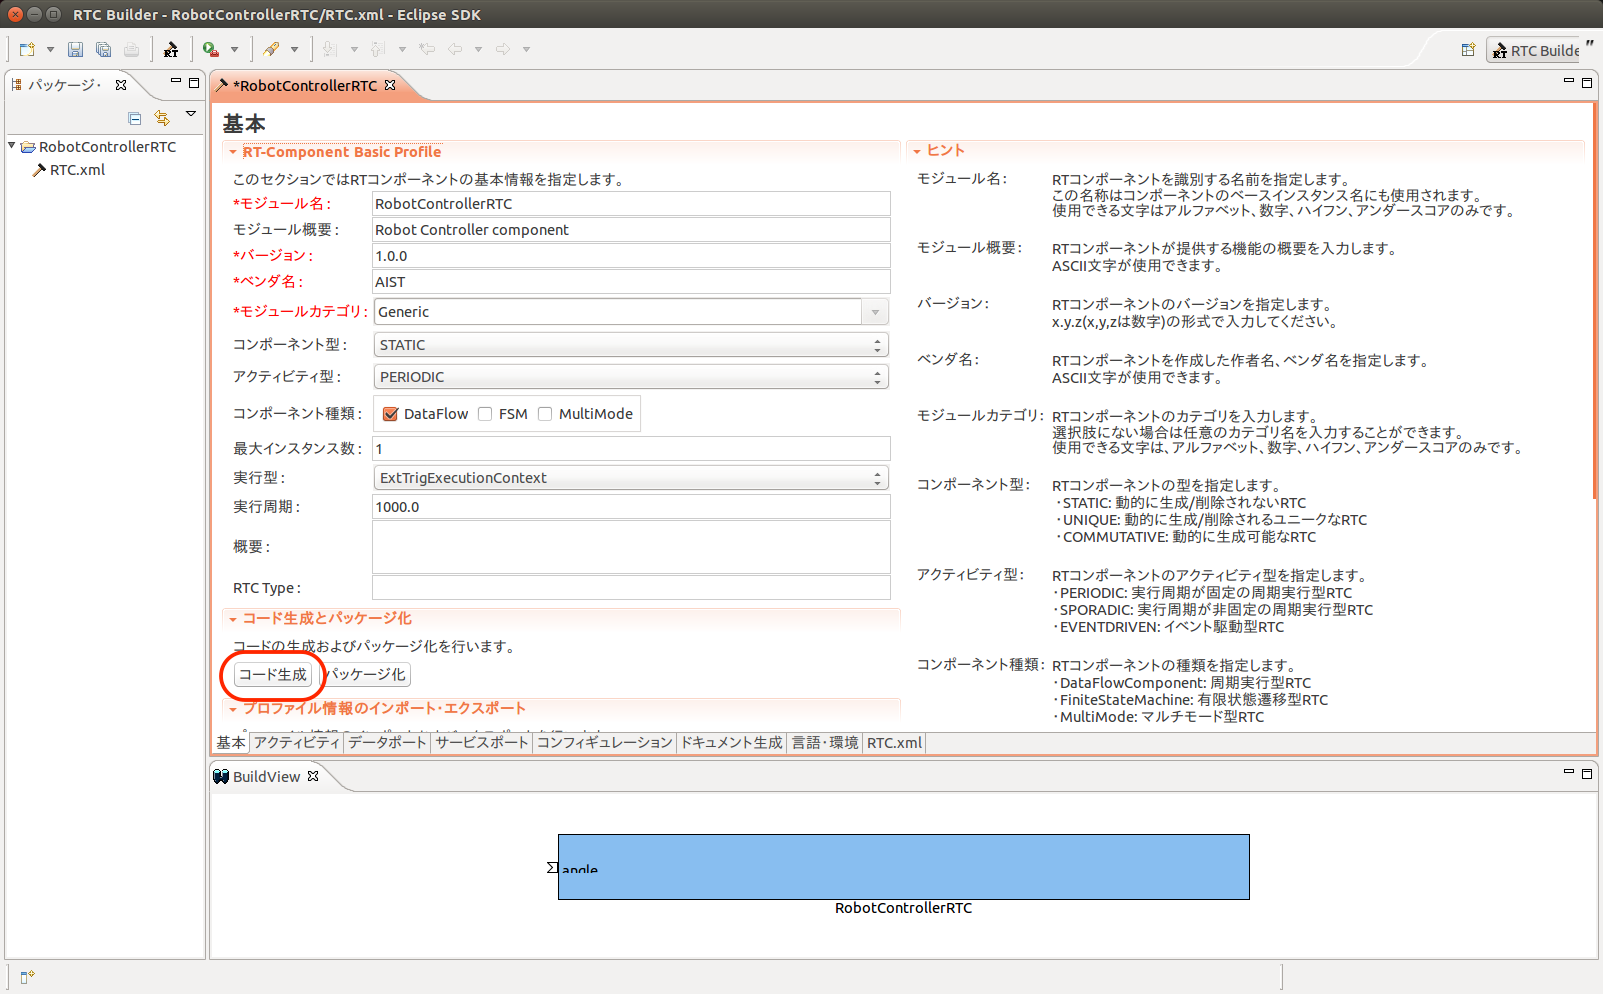 RTC Builder - RobotControllerRTC/RTC.xml - Eclipse SDK
RTC Builde
パッケージ・
RobotControllerRTC
RTC.xml
*RobotControllerRTC
基本
RT-Component Basic Profile
このセクションではRTコンポーネントの基本情報を指定します。
*モジュール名：
RobotControllerRTC
モジュール概要：
Robot Controller component
*バージョン：
1.0.0
*ベンダ名：
AIST
*モジュールカテゴリ：
Generic
コンポーネント型：
STATIC
アクティビティ型：
PERIODIC
コンポーネント種類：
DataFlow FSM MultiMode
最大インスタンス数：
1
実行型：
ExtTrigExecutionContext
実行周期：
1000.0
概要：
RTC Type：
コード生成とパッケージ化
コードの生成およびパッケージ化を行います。
コード生成 パッケージ化
プロファイル情報のインポート・エクスポート
ヒント
モジュール名： RTコンポーネントを識別する名前を指定します。
この名称はコンポーネントのベースインスタンス名にも使用されます。
使用できる文字はアルファベット、数字、ハイフン、アンダースコアのみです。
モジュール概要： RTコンポーネントが提供する機能の概要を入力します。
ASCII文字が使用できます。
バージョン： RTコンポーネントのバージョンを指定します。
x.y.z(x,y,zは数字)の形式で入力してください。
ベンダ名： RTコンポーネントを作成した作者名、ベンダ名を指定します。
ASCII文字が使用できます。
モジュールカテゴリ： RTコンポーネントのカテゴリを入力します。
選択肢にない場合は任意のカテゴリ名を入力することができます。
使用できる文字は、アルファベット、数字、ハイフン、アンダースコアのみです。
コンポーネント型： RTコンポーネントの型を指定します。
・STATIC: 動的に生成/削除されないRTC
・UNIQUE: 動的に生成/削除されるユニークなRTC
・COMMUTATIVE: 動的に生成可能なRTC
アクティビティ型： RTコンポーネントのアクティビティ型を指定します。
・PERIODIC: 実行周期が固定の周期実行型RTC
・SPORADIC: 実行周期が非固定の周期実行型RTC
・EVENTDRIVEN: イベント駆動型RTC
コンポーネント種類： RTコンポーネントの種類を指定します。
・DataFlowComponent: 周期実行型RTC
・FiniteStateMachine: 有限状態遷移型RTC
・MultiMode: マルチモード型RTC
基本 アクティビティ データポート サービスポート コンフィギュレーション ドキュメント生成 言語・環境 RTC.xml
BuildView
angle
RobotControllerRTC